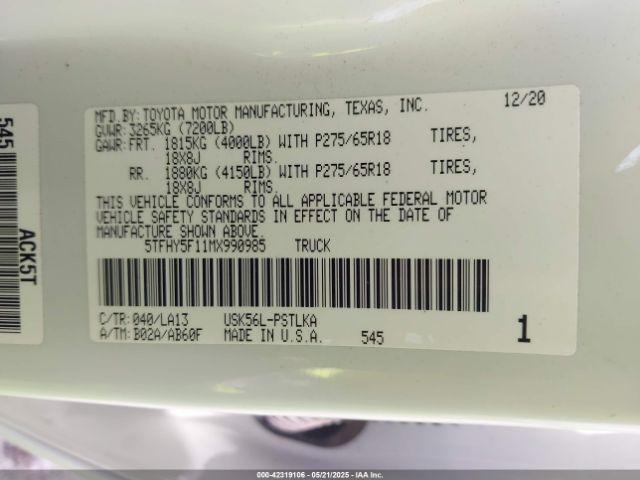 545
ACK5T
MFD.BY:TOYOTA MOTOR MANUFACTURING, TEXAS, INC. 12/20
GVWR:3265KG (7200LB)
GAWR:FRT. 1815KG (4000LB) WITH P275/65R18 TIRES,
18X8J RIMS.
RR. 1880KG (4150LB) WITH P275/65R18 TIRES,
18X8J RIMS.
THIS VEHICLE CONFORMS TO ALL APPLICABLE FEDERAL MOTOR
VEHICLE SAFETY STANDARDS IN EFFECT ON THE DATE OF
MANUFACTURE SHOWN ABOVE.
5TFHY5F11MX990985 TRUCK
C/TR:040/LA13 USK56L-PSTLKA
A/TM:B02A/AB60F MADE IN U.S.A. 545 1
000-42319106 - 05/21/2025 - IAA Inc.